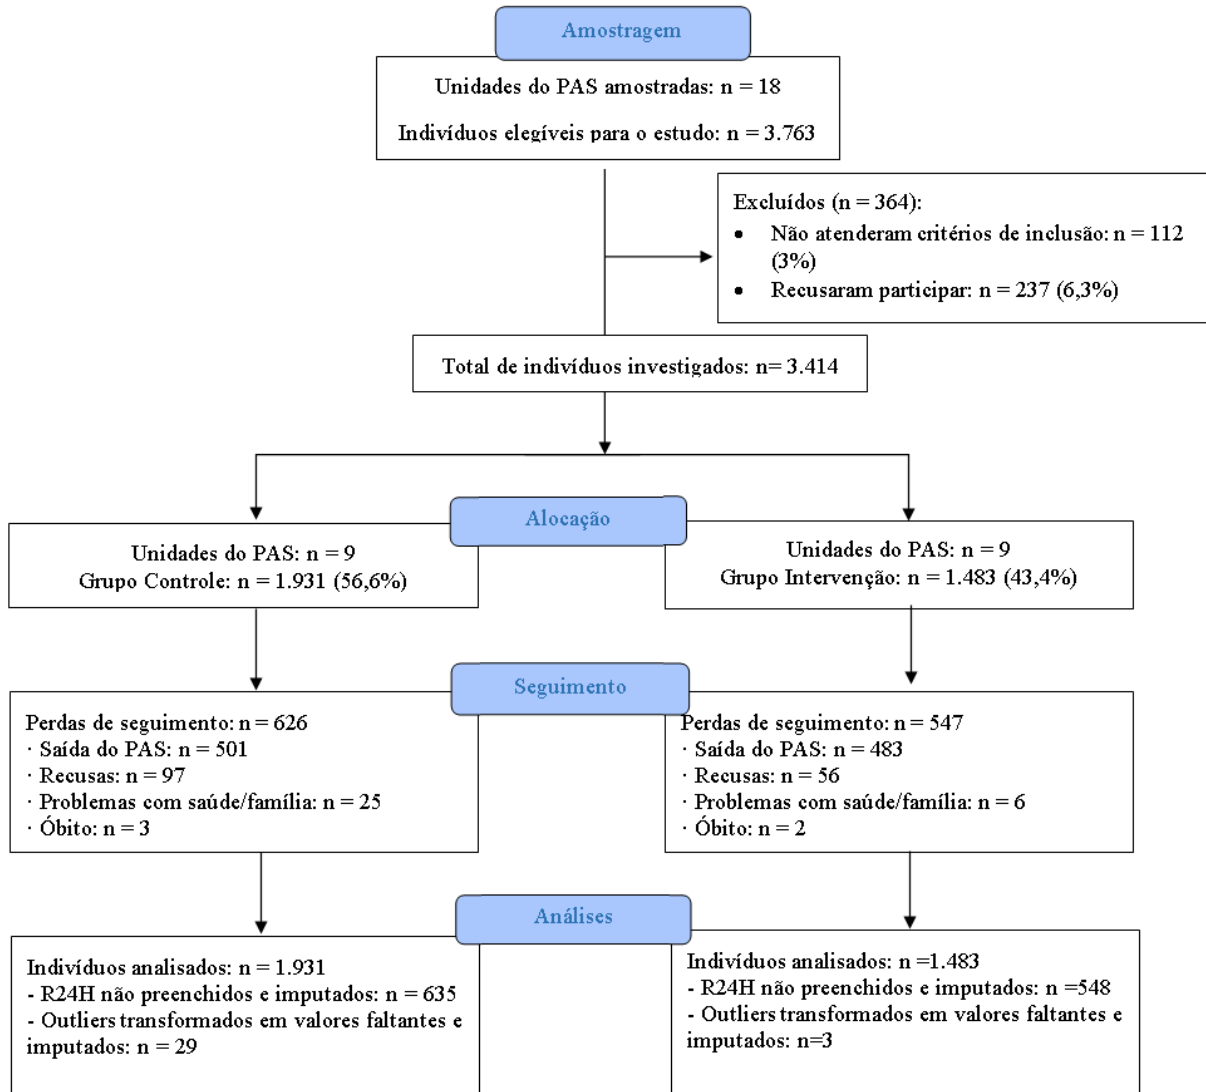 Amostragem
Unidades do PAS amostradas: n = 18
Indivíduos elegíveis para o estudo: n = 3.763
Excluídos (n = 364):
• Não atenderam critérios de inclusão: n = 112
(3%)
• Recusaram participar: n = 237 (6,3%)
Total de indivíduos investigados: n= 3.414
Alocação
Unidades do PAS: n = 9
Grupo Controle: n = 1.931 (56,6%)
Unidades do PAS: n = 9
Grupo Intervenção: n = 1.483 (43,4%)
Seguimento
Perdas de seguimento: n = 626
· Saída do PAS: n = 501
· Recusas: n = 97
· Problemas com saúde/família: n = 25
· Óbito: n = 3
Perdas de seguimento: n = 547
· Saída do PAS: n = 483
· Recusas: n = 56
· Problemas com saúde/família: n = 6
· Óbito: n = 2
Análises
Indivíduos analisados: n = 1.931
- R24H não preenchidos e imputados: n = 635
- Outliers transformados em valores faltantes e
imputados: n = 29
Indivíduos analisados: n =1.483
- R24H não preenchidos e imputados: n =548
- Outliers transformados em valores faltantes e
imputados: n=3